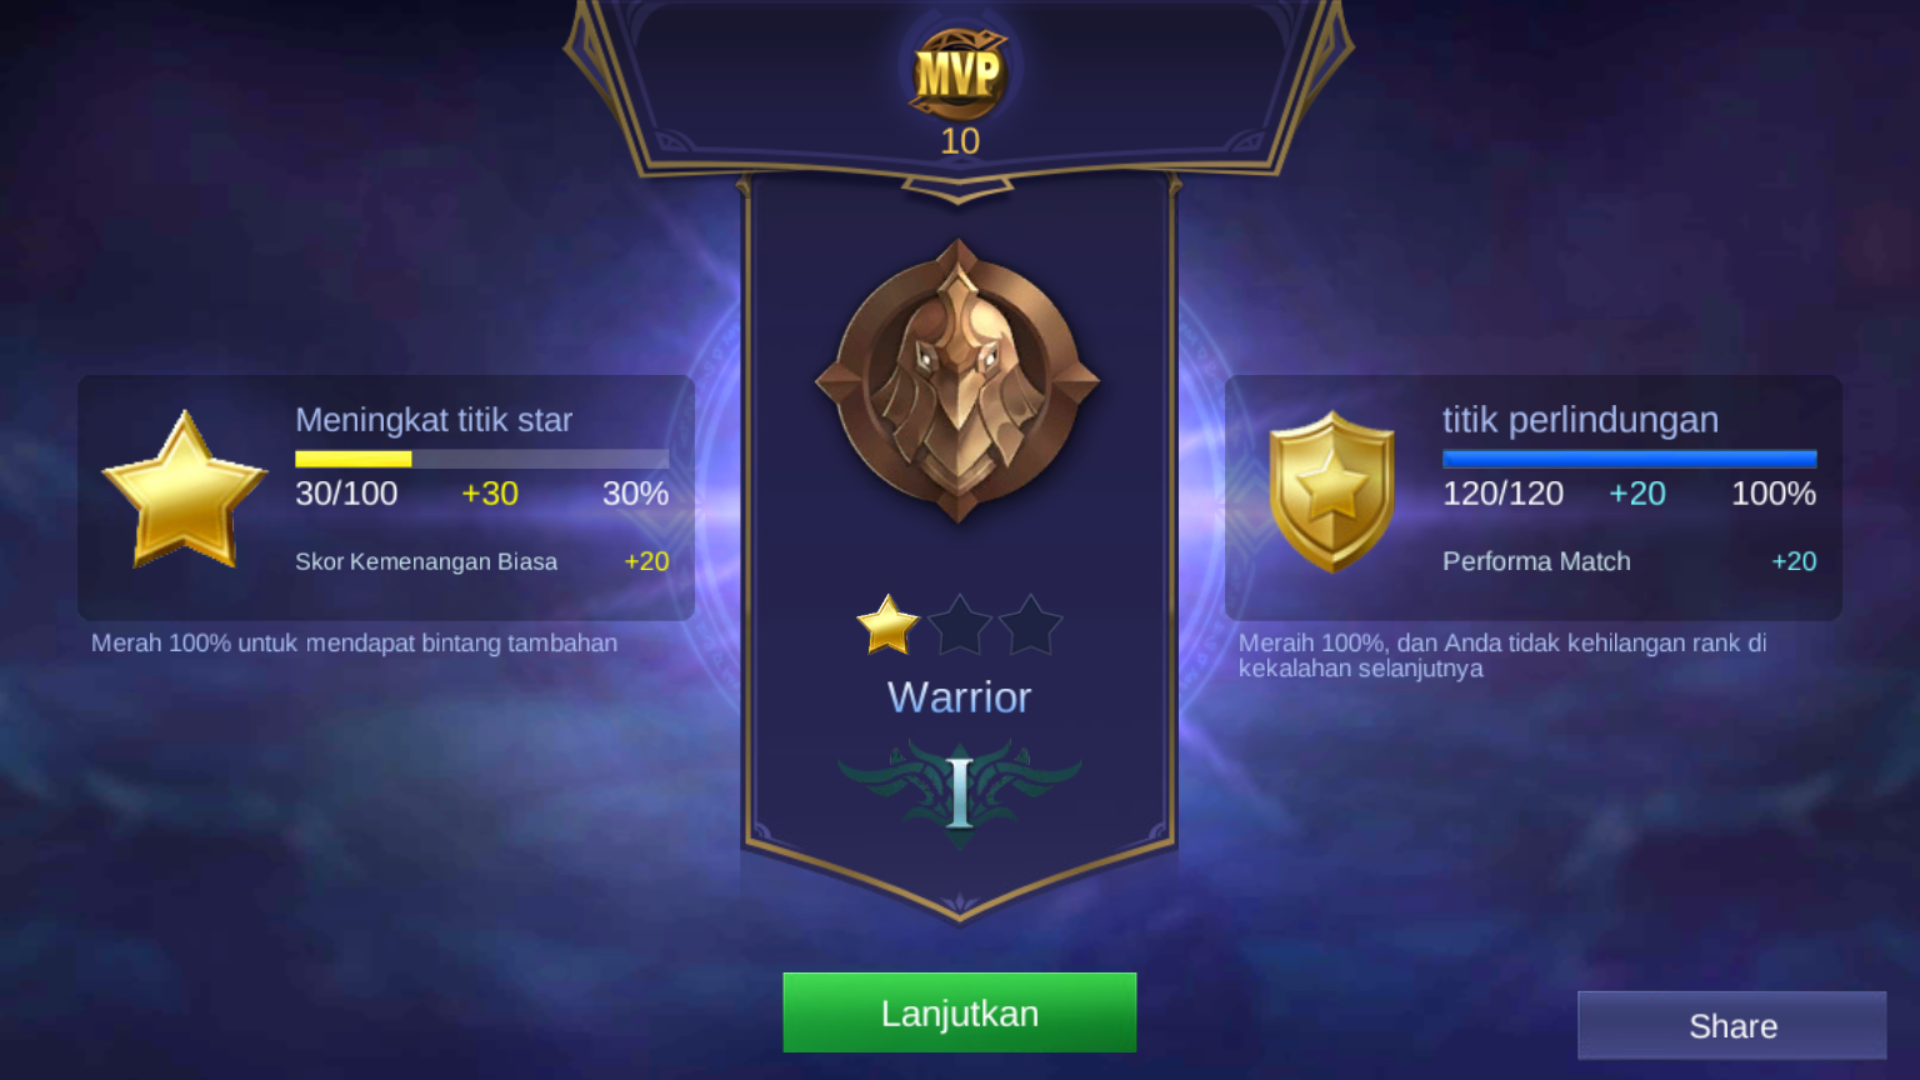 MVP
10
Meningkat titik star
30/100 +30 30%
Skor Kemenangan Biasa +20
Merah 100% untuk mendapat bintang tambahan
Warrior
I
titik perlindungan
120/120 +20 100%
Performa Match +20
Meraih 100%, dan Anda tidak kehilangan rank di
kekalahan selanjutnya
Lanjutkan
Share